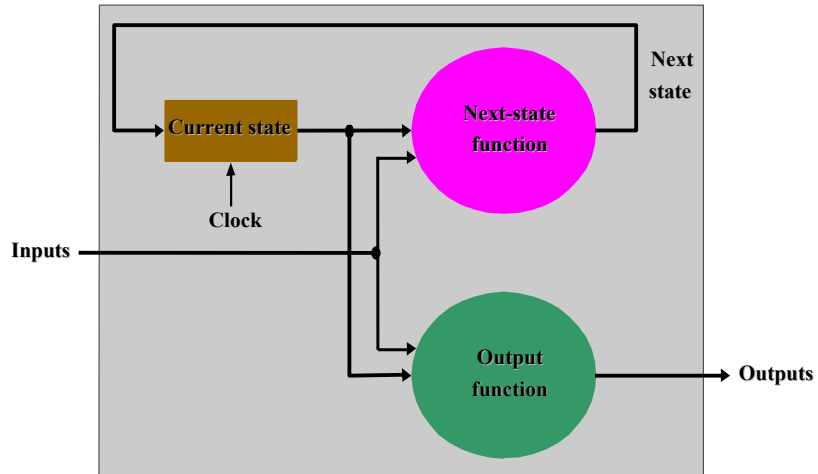 Next
state
Next-state
function
Current state
Clock
Inputs
Output
function
Outputs